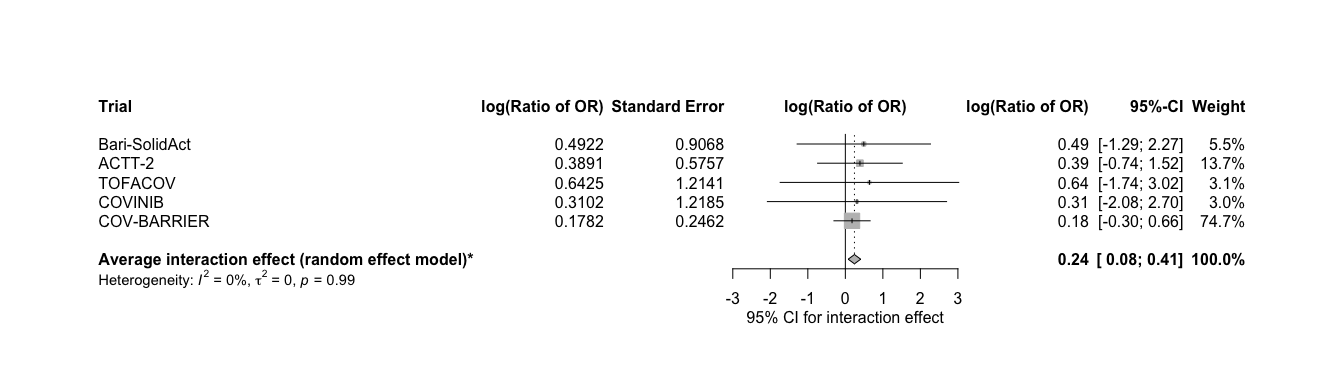 Trial log(Ratio of OR) Standard Error log(Ratio of OR) log(Ratio of OR) 95%-CI Weight
Bari-SolidAct 0.4922 0.9068 0.49 [-1.29; 2.27] 5.5%
ACTT-2 0.3891 0.5757 0.39 [-0.74; 1.52] 13.7%
TOFACOV 0.6425 1.2141 0.64 [-1.74; 3.02] 3.1%
COVINIB 0.3102 1.2185 0.31 [-2.08; 2.70] 3.0%
COV-BARRIER 0.1782 0.2462 0.18 [-0.30; 0.66] 74.7%
Average interaction effect (random effect model)* 0.24 [ 0.08; 0.41] 100.0%
Heterogeneity: I² = 0%, τ² = 0, p = 0.99
-3 -2 -1 0 1 2 3
95% CI for interaction effect